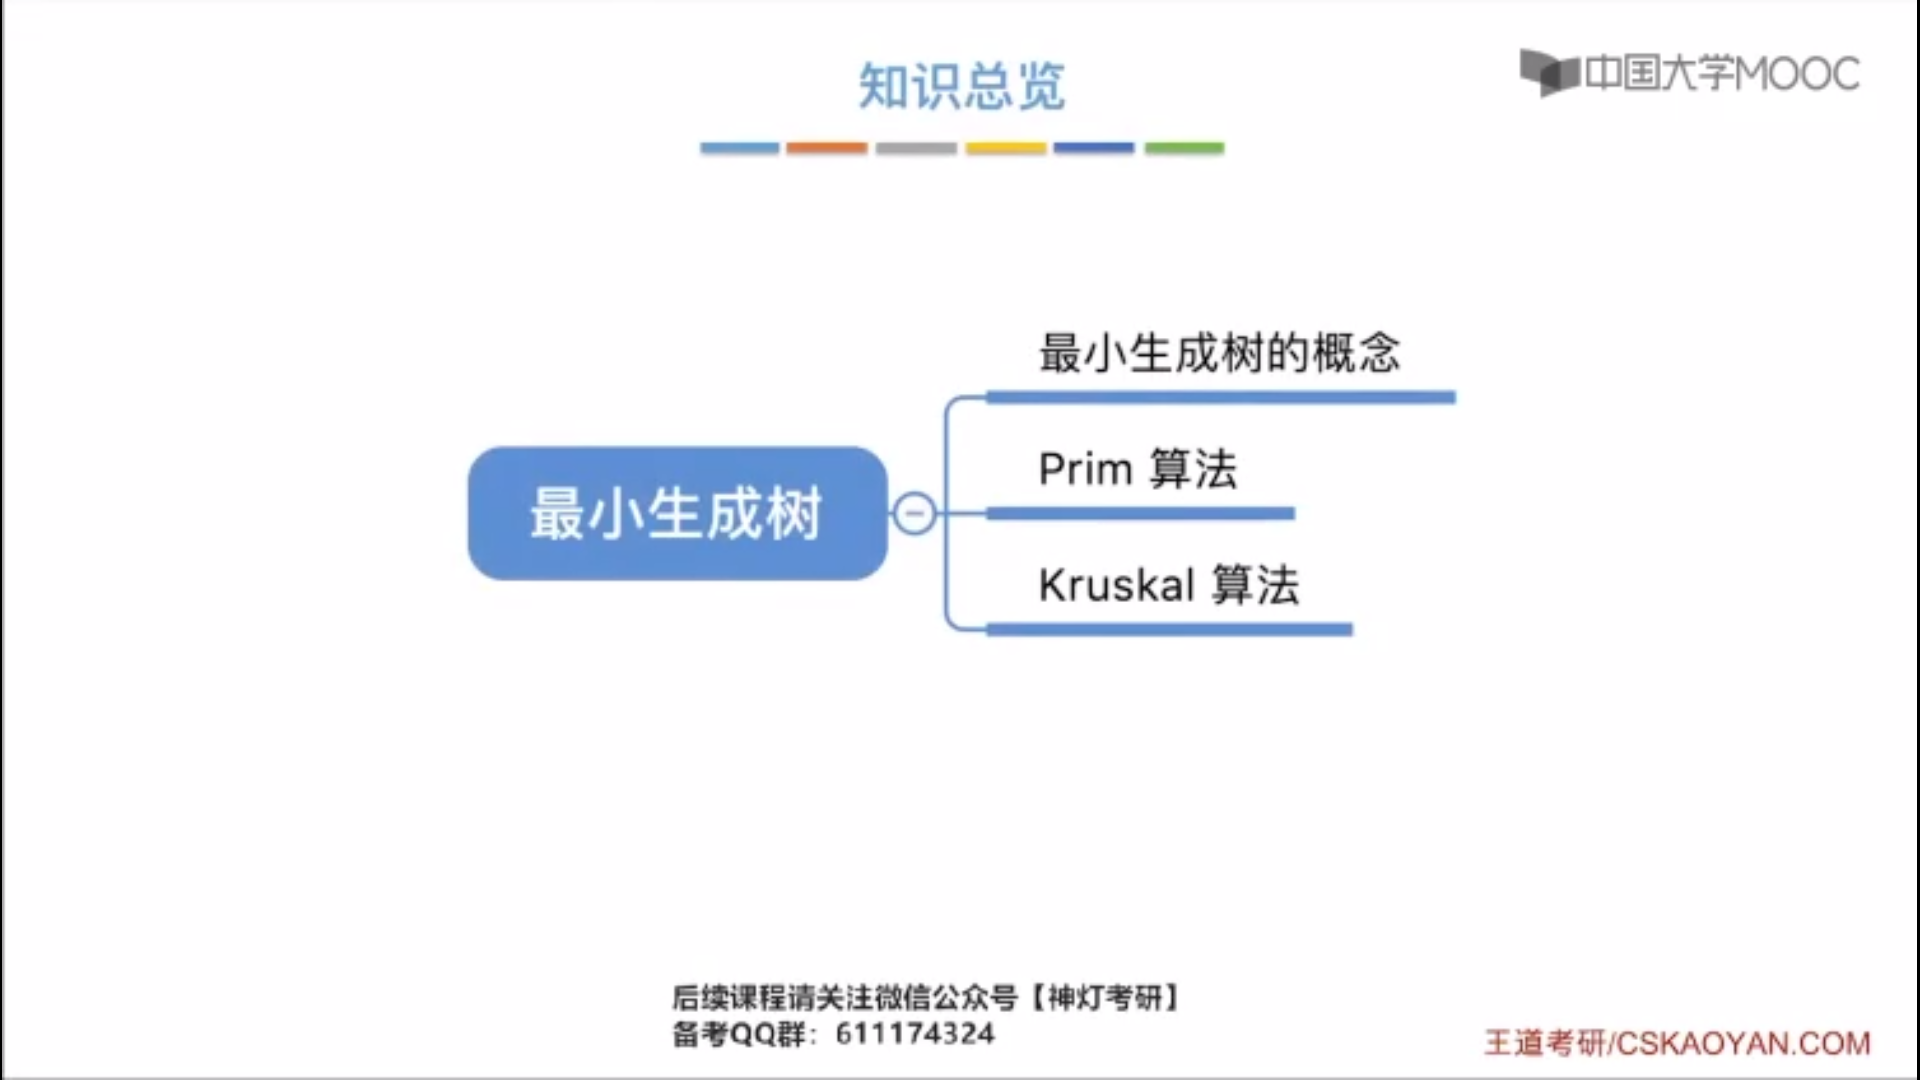 知识总览
中国大学MOOC
最小生成树的概念
Prim 算法
最小生成树
Kruskal 算法
后续课程请关注微信公众号【神灯考研】
备考QQ群：611174324
王道考研/CSKAOYAN.COM